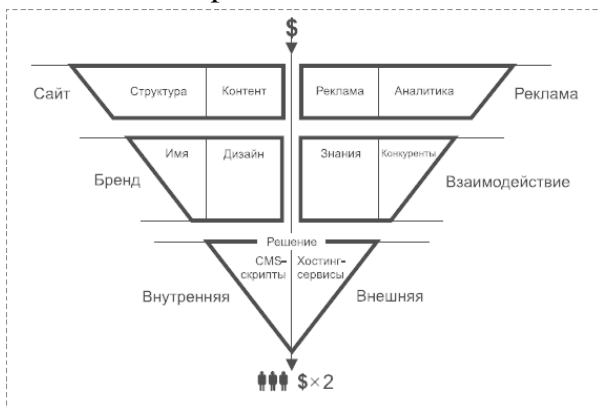 $
Сайт
Структура
Контент
Реклама
Аналитика
Реклама
Бренд
Имя
Дизайн
Знания
Конкуренты
Взаимодействие
Решение
CMS-
скрипты
Хостинг-
сервисы
Внутренняя
Внешняя
$×2